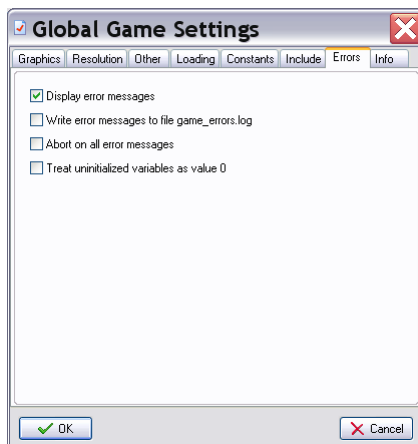 Global Game Settings
Graphics Resolution Other Loading Constants Include Errors Info
Display error messages
Write error messages to file game_errors.log
Abort on all error messages
Treat uninitialized variables as value 0
OK Cancel